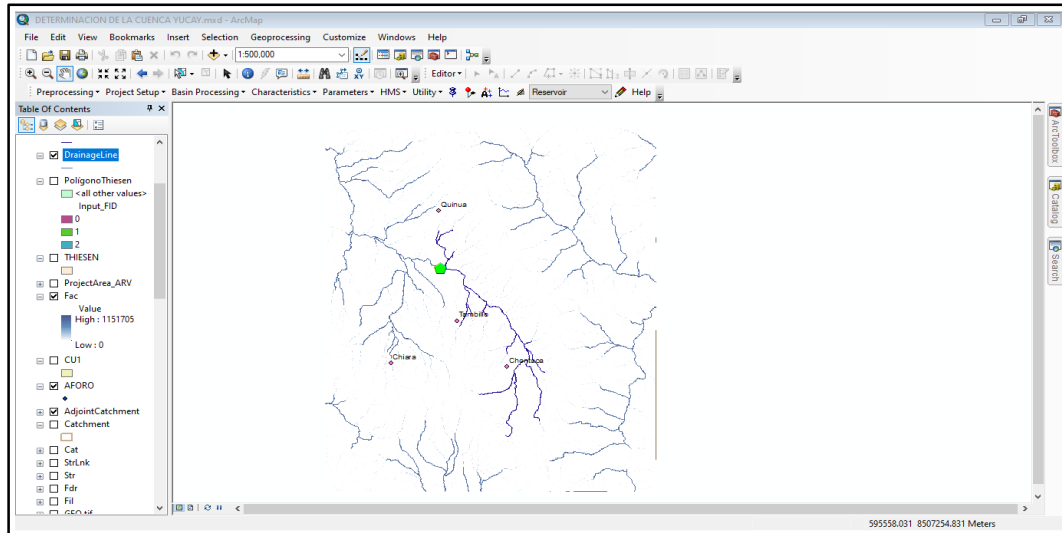 DETERMINACION DE LA CUENCA YUCAY.mxd - ArcMap
File Edit View Bookmarks Insert Selection Geoprocessing Customize Windows Help
1:500,000
Editor
Preprocessing Project Setup Basin Processing Characteristics Parameters HMS Utility Reservoir Help
Table Of Contents
DrainageLine
PolígonoThiesen
<all other values>
Input_FID
0
1
2
THIESEN
ProjectArea_ARV
Fac
Value
High : 1151705
Low : 0
CU1
AFORO
AdjointCatchment
Catchment
Cat
StrLnk
Str
Fdr
Fil
GEO.tif
Quinua
Tambillo
Chiara
Chontaca
ArcToolbox
Catalog
Search
595558.031 8507254.831 Meters